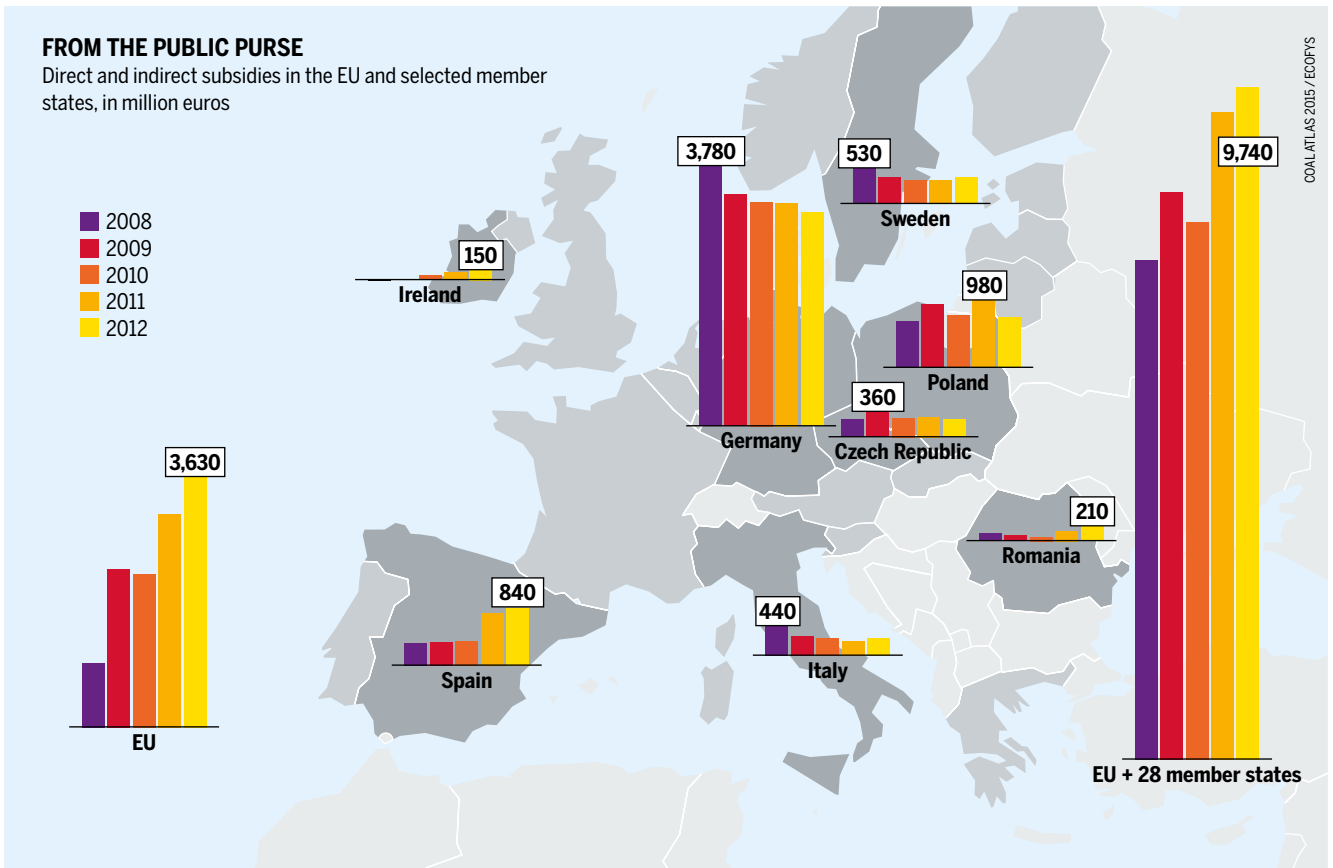 FROM THE PUBLIC PURSE
Direct and indirect subsidies in the EU and selected member
states, in million euros
COAL ATLAS 2015 / ECOFYS
2008
2009
2010
2011
2012
150
Ireland
3,780
Germany
530
Sweden
980
Poland
360
Czech Republic
210
Romania
440
Italy
840
Spain
3,630
EU
9,740
EU + 28 member states